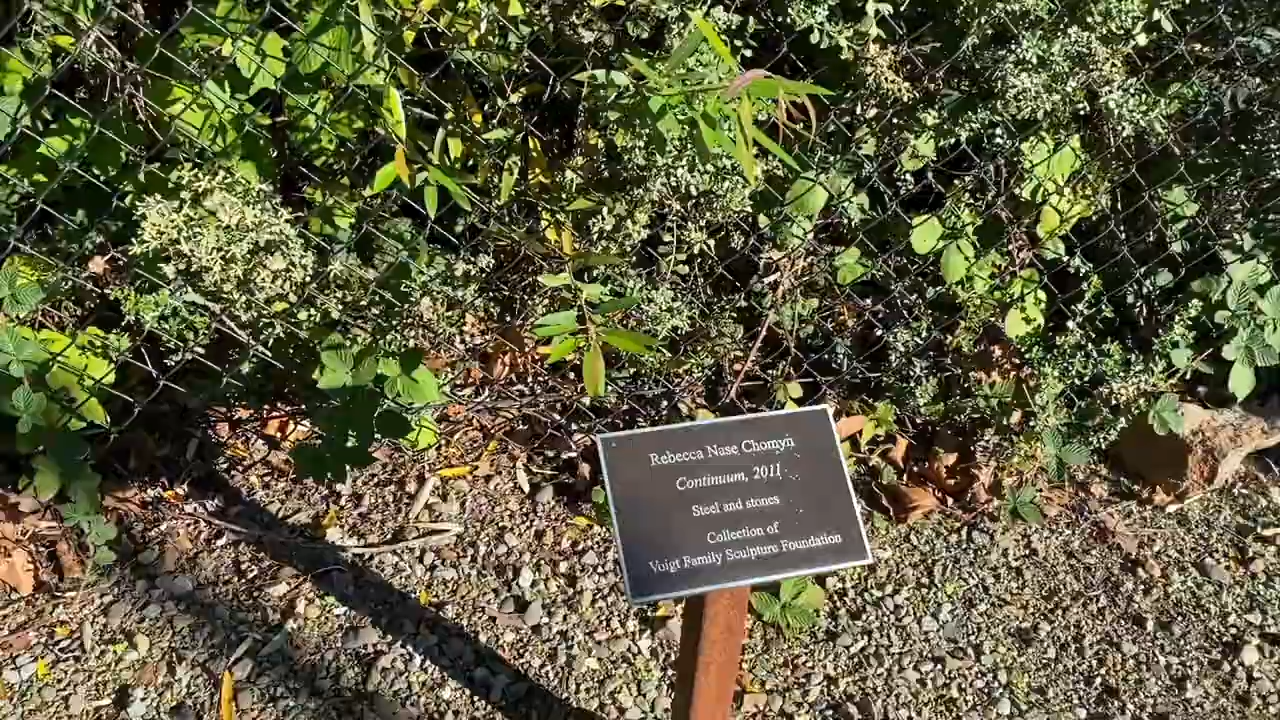 Rebecca Nase Chomyn
Continuum, 2011
Steel and stones
Collection of
Voigt Family Sculpture Foundation